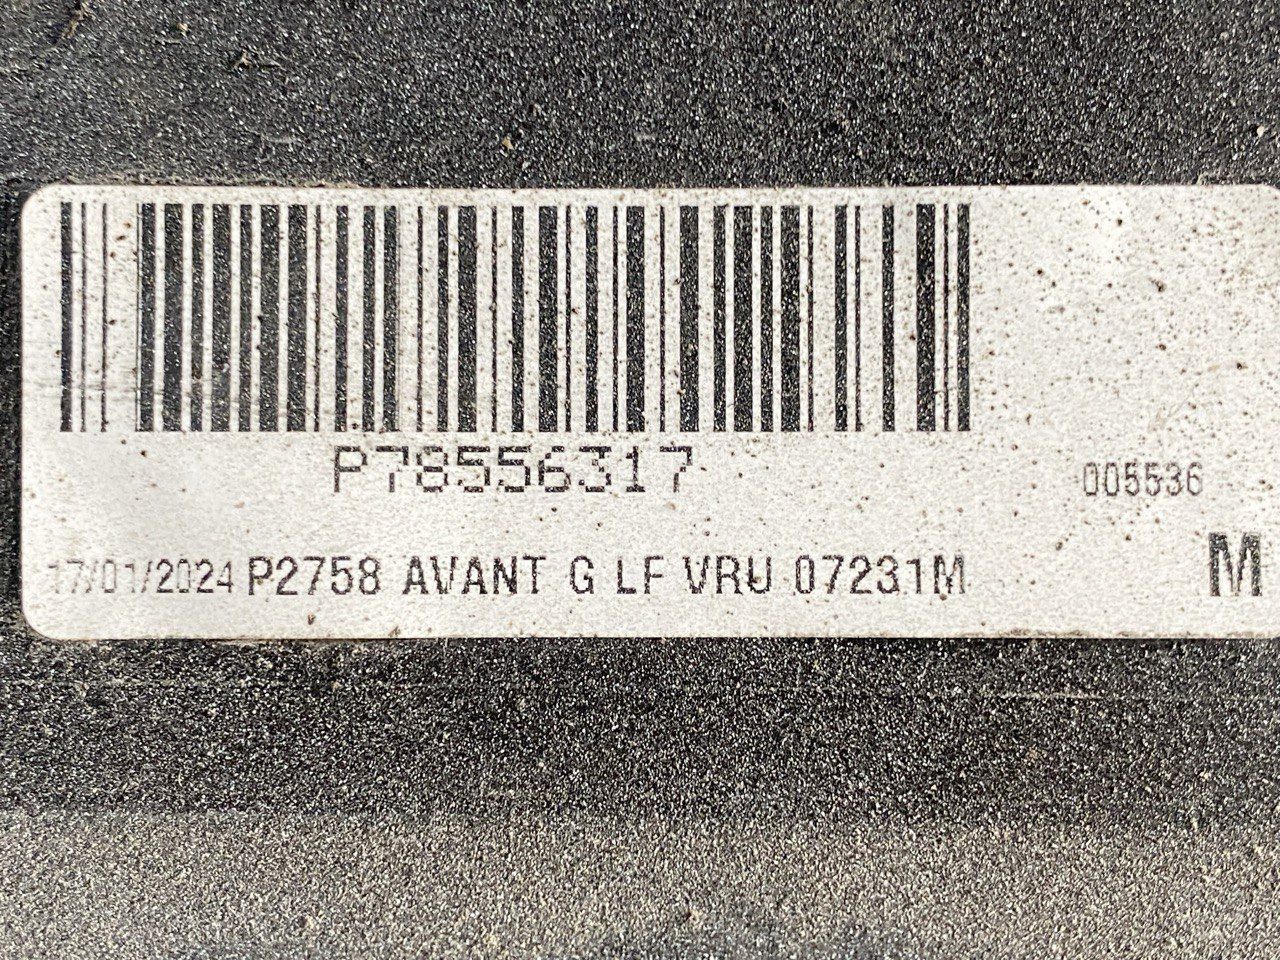 P78556317
005536
17/01/2024 P2758 AVANT G LF VRU 07231M
M